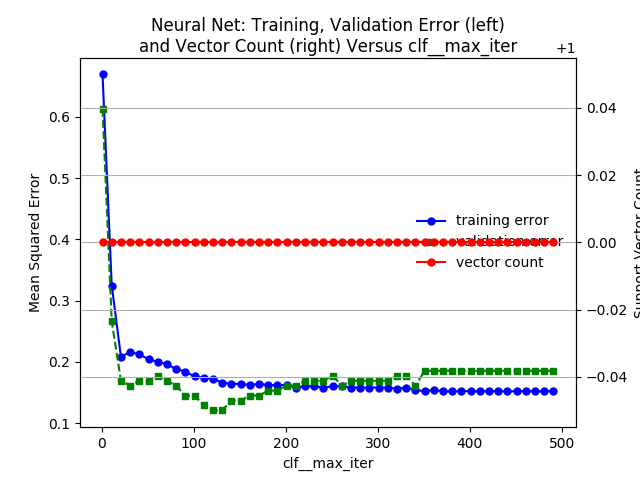 Neural Net: Training, Validation Error (left)
and Vector Count (right) Versus clf__max_iter
+1
Mean Squared Error
0.6
0.5
0.4
0.3
0.2
0.1
0.04
0.02
0.00
−0.02
−0.04
Support Vector Count
training error
validation error
vector count
0
100
200
300
400
500
clf__max_iter